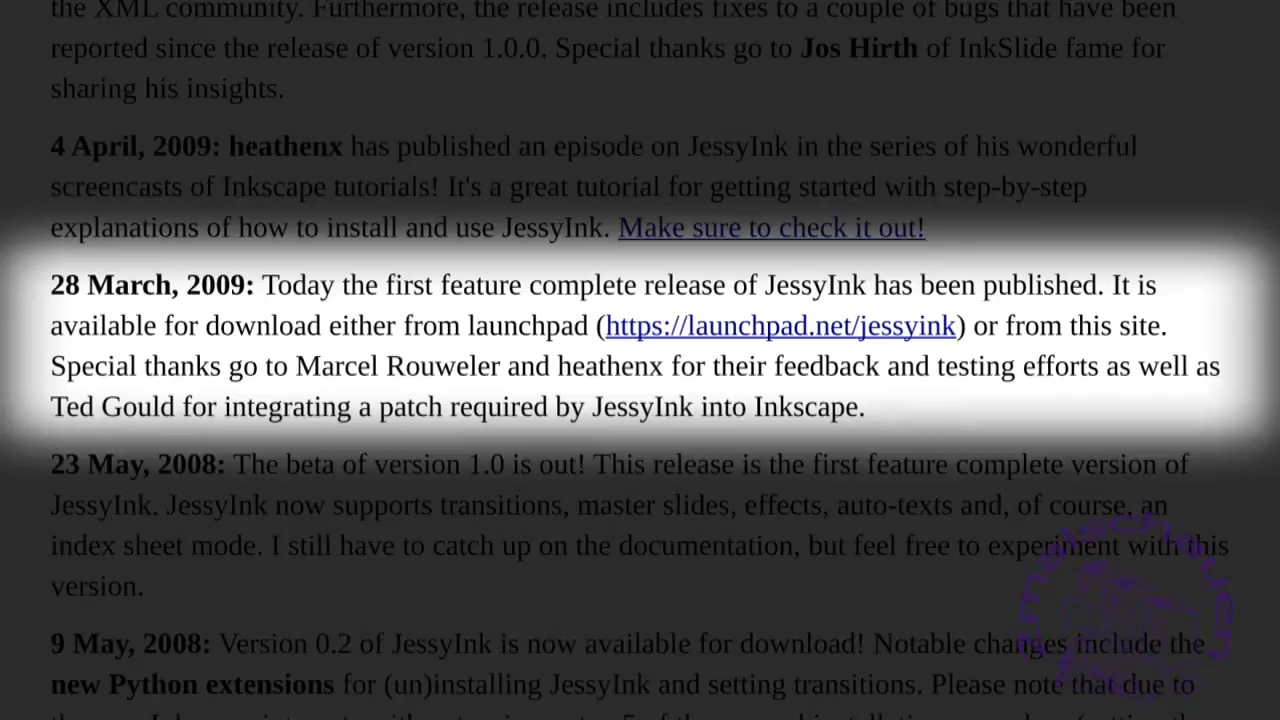 the XML community. Furthermore, the release includes fixes to a couple of bugs that have been
reported since the release of version 1.0.0. Special thanks go to Jos Hirth of InkSlide fame for
sharing his insights.
4 April, 2009: heathenx has published an episode on JessyInk in the series of his wonderful
screencasts of Inkscape tutorials! It's a great tutorial for getting started with step-by-step
explanations of how to install and use JessyInk. Make sure to check it out!
28 March, 2009: Today the first feature complete release of JessyInk has been published. It is
available for download either from launchpad (https://launchpad.net/jessyink) or from this site.
Special thanks go to Marcel Rouweler and heathenx for their feedback and testing efforts as well as
Ted Gould for integrating a patch required by JessyInk into Inkscape.
23 May, 2008: The beta of version 1.0 is out! This release is the first feature complete version of
JessyInk. JessyInk now supports transitions, master slides, effects, auto-texts and, of course, an
index sheet mode. I still have to catch up on the documentation, but feel free to experiment with this
version.
9 May, 2008: Version 0.2 of JessyInk is now available for download! Notable changes include the
new Python extensions for (un)installing JessyInk and setting transitions. Please note that due to